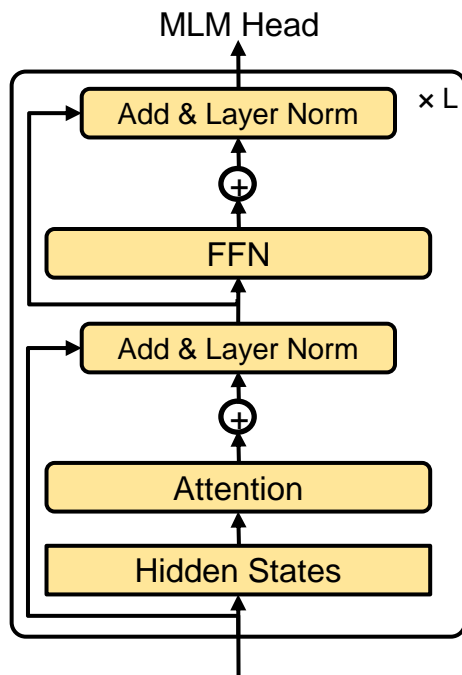 MLM Head
× L
Add & Layer Norm
+
FFN
Add & Layer Norm
+
Attention
Hidden States